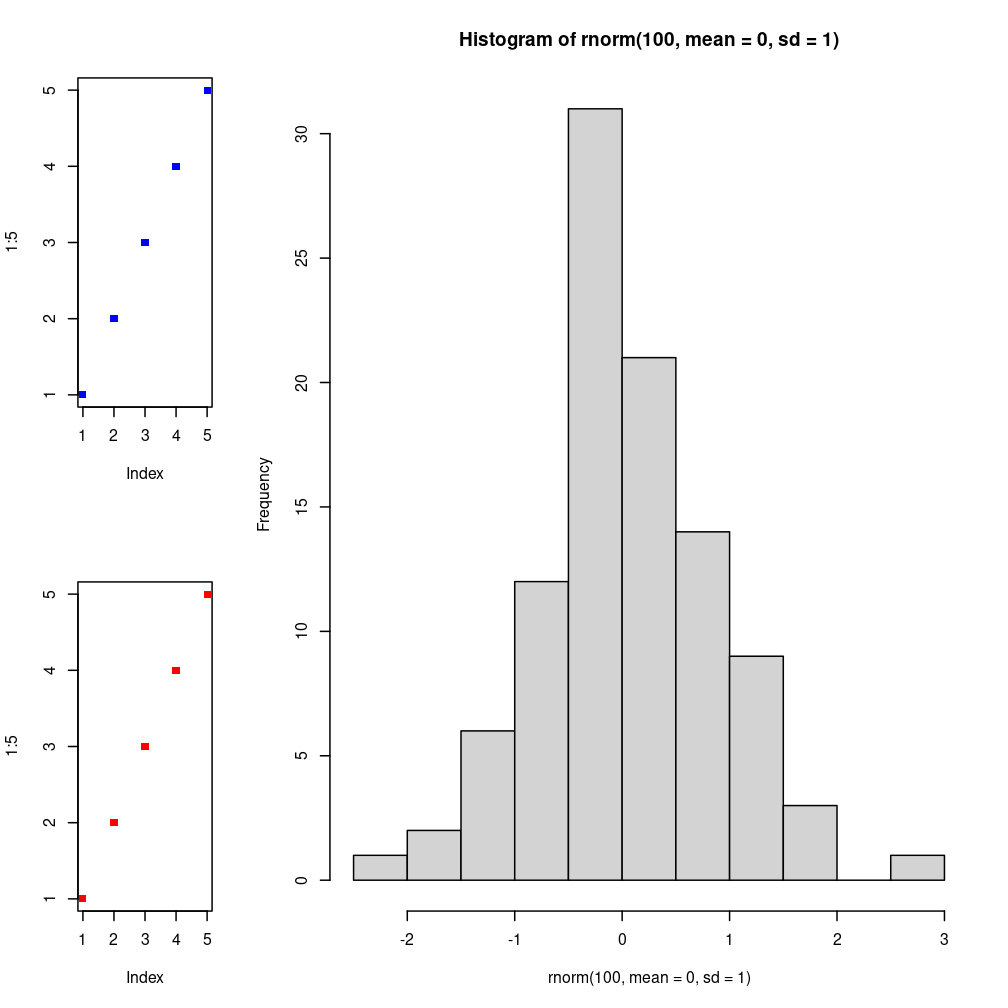 Histogram of rnorm(100, mean = 0, sd = 1)
5
4
3
2
1
1:5
1 2 3 4 5
Index
5
4
3
2
1
1:5
1 2 3 4 5
Index
30
25
20
15
10
5
0
Frequency
-2 -1 0 1 2 3
rnorm(100, mean = 0, sd = 1)